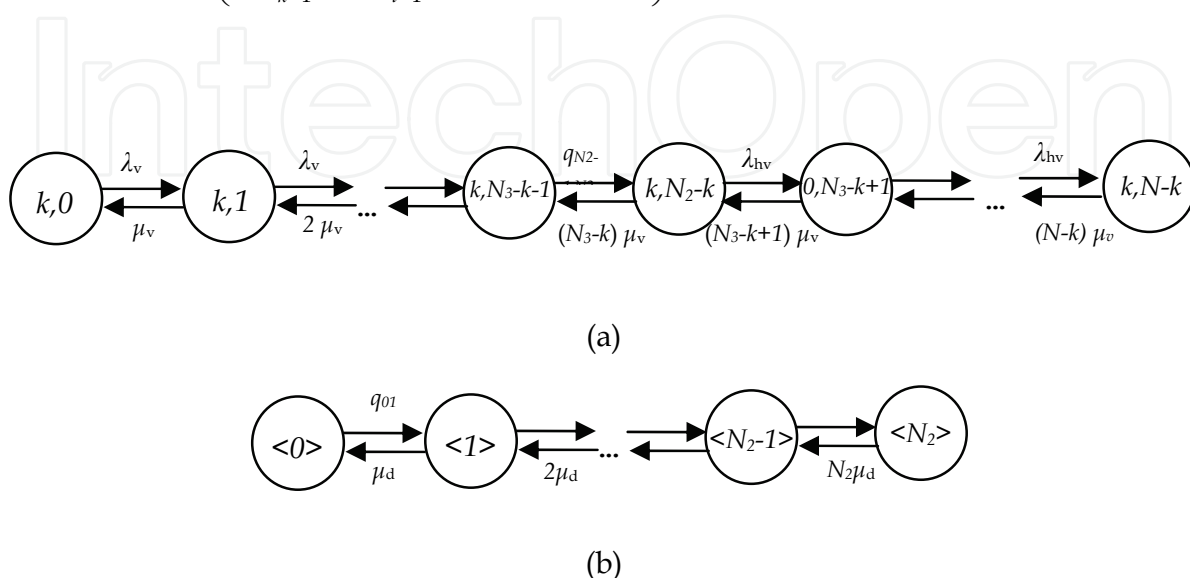 IntechOpen
λv λv qN2- λhv λhv
k,0 k,1 ... k,N3-k-1 k,N2-k 0,N3-k+1 ... k,N-k
μv 2 μv (N3-k) μv (N3-k+1) μv (N-k) μv
(a)
q01
<0> <1> ... <N2-1> <N2>
μd 2μd N2μd
(b)